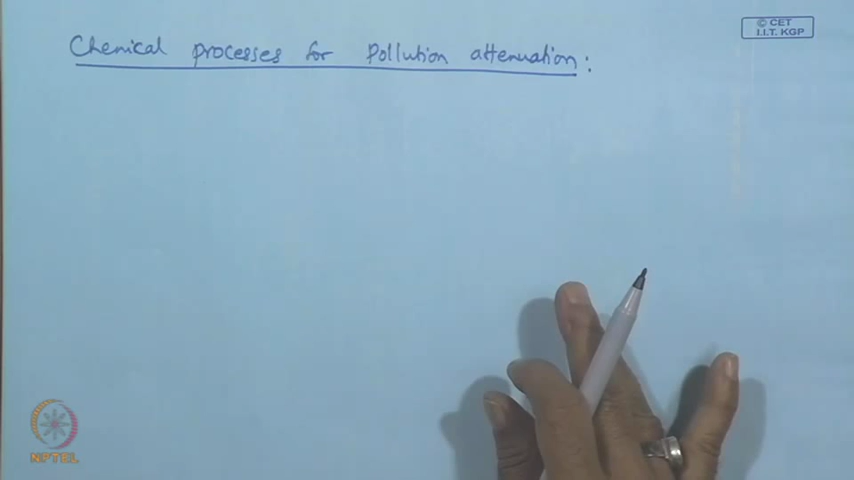 Chemical processes for Pollution attenuation:
© CET
I.I.T. KGP
NPTEL